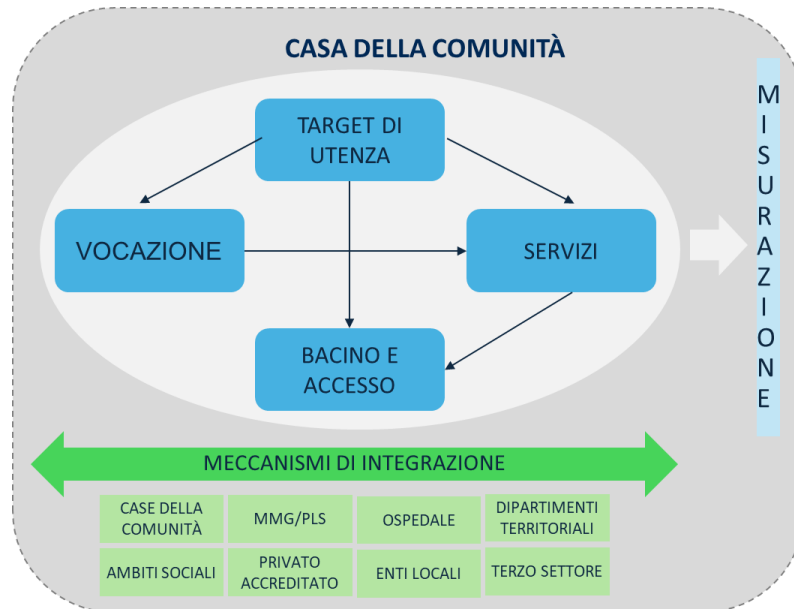 CASA DELLA COMUNITÀ
TARGET DI
UTENZA
VOCAZIONE
SERVIZI
BACINO E
ACCESSO
MISURAZIONE
MECCANISMI DI INTEGRAZIONE
CASE DELLA
COMUNITÀ
MMG/PLS
OSPEDALE
DIPARTIMENTI
TERRITORIALI
AMBITI SOCIALI
PRIVATO
ACCREDITATO
ENTI LOCALI
TERZO SETTORE